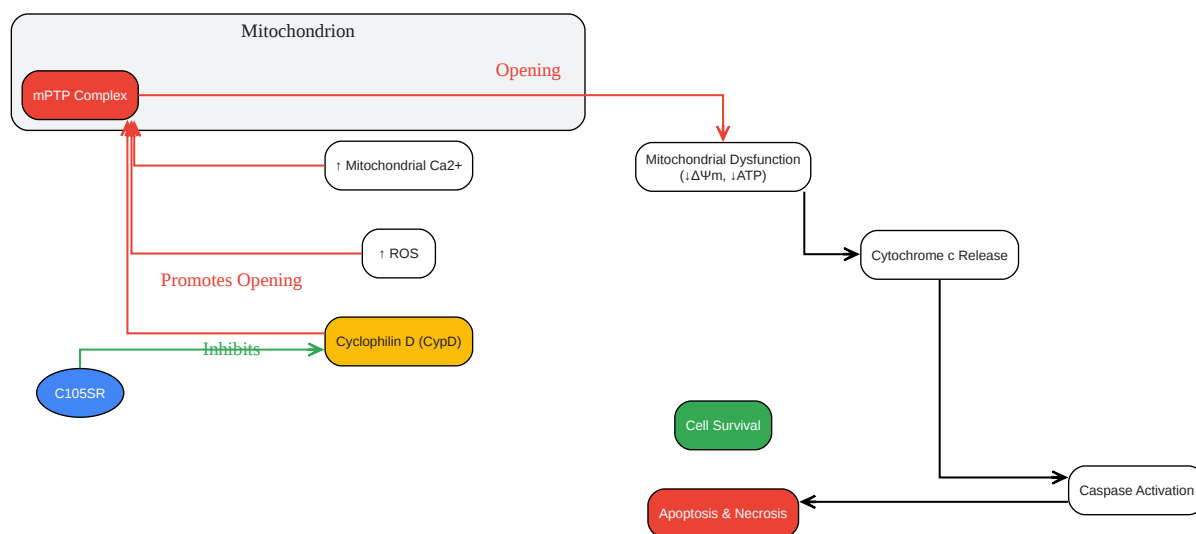 Mitochondrion
Opening
mPTP Complex
↑ Mitochondrial Ca2+
Mitochondrial Dysfunction
(↓ΔΨm, ↓ATP)
↑ ROS
Cytochrome c Release
Promotes Opening
Cyclophilin D (CypD)
Inhibits
C105SR
Cell Survival
Caspase Activation
Apoptosis & Necrosis